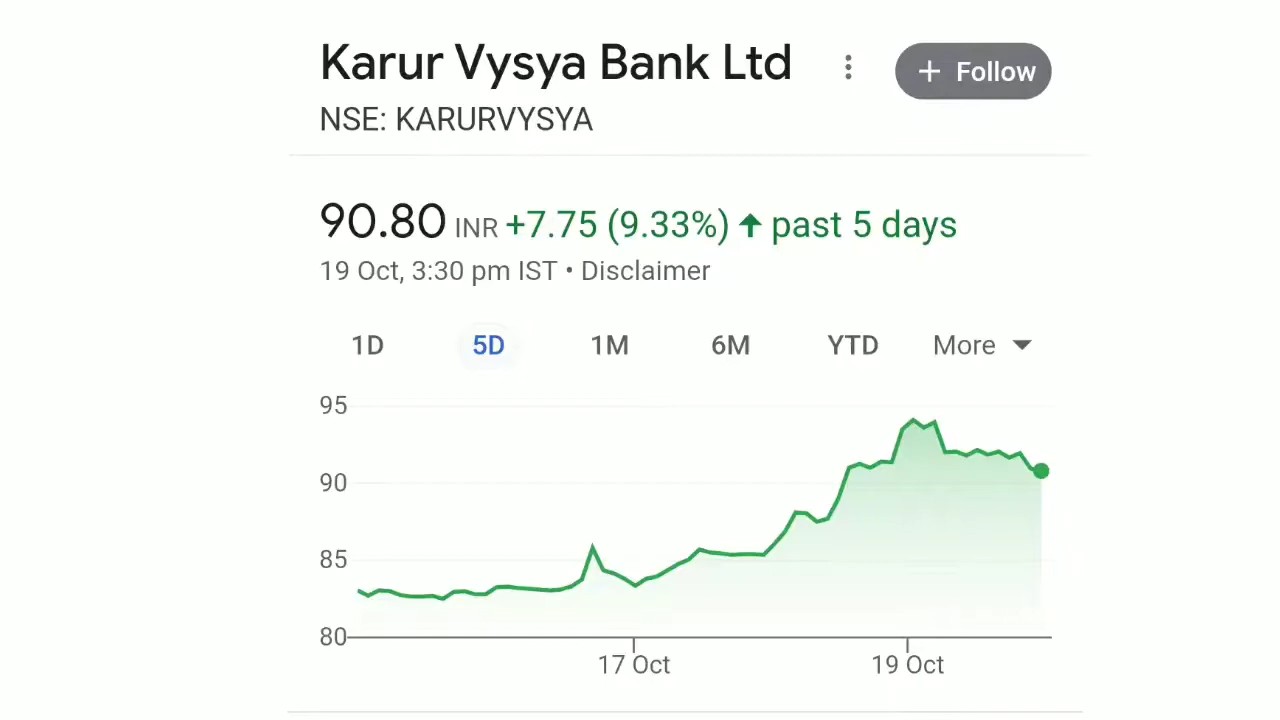 Karur Vysya Bank Ltd
+ Follow
NSE: KARURVYSYA
90.80 INR +7.75 (9.33%) ↑ past 5 days
19 Oct, 3:30 pm IST • Disclaimer
1D 5D 1M 6M YTD More
95
90
85
80
17 Oct 19 Oct